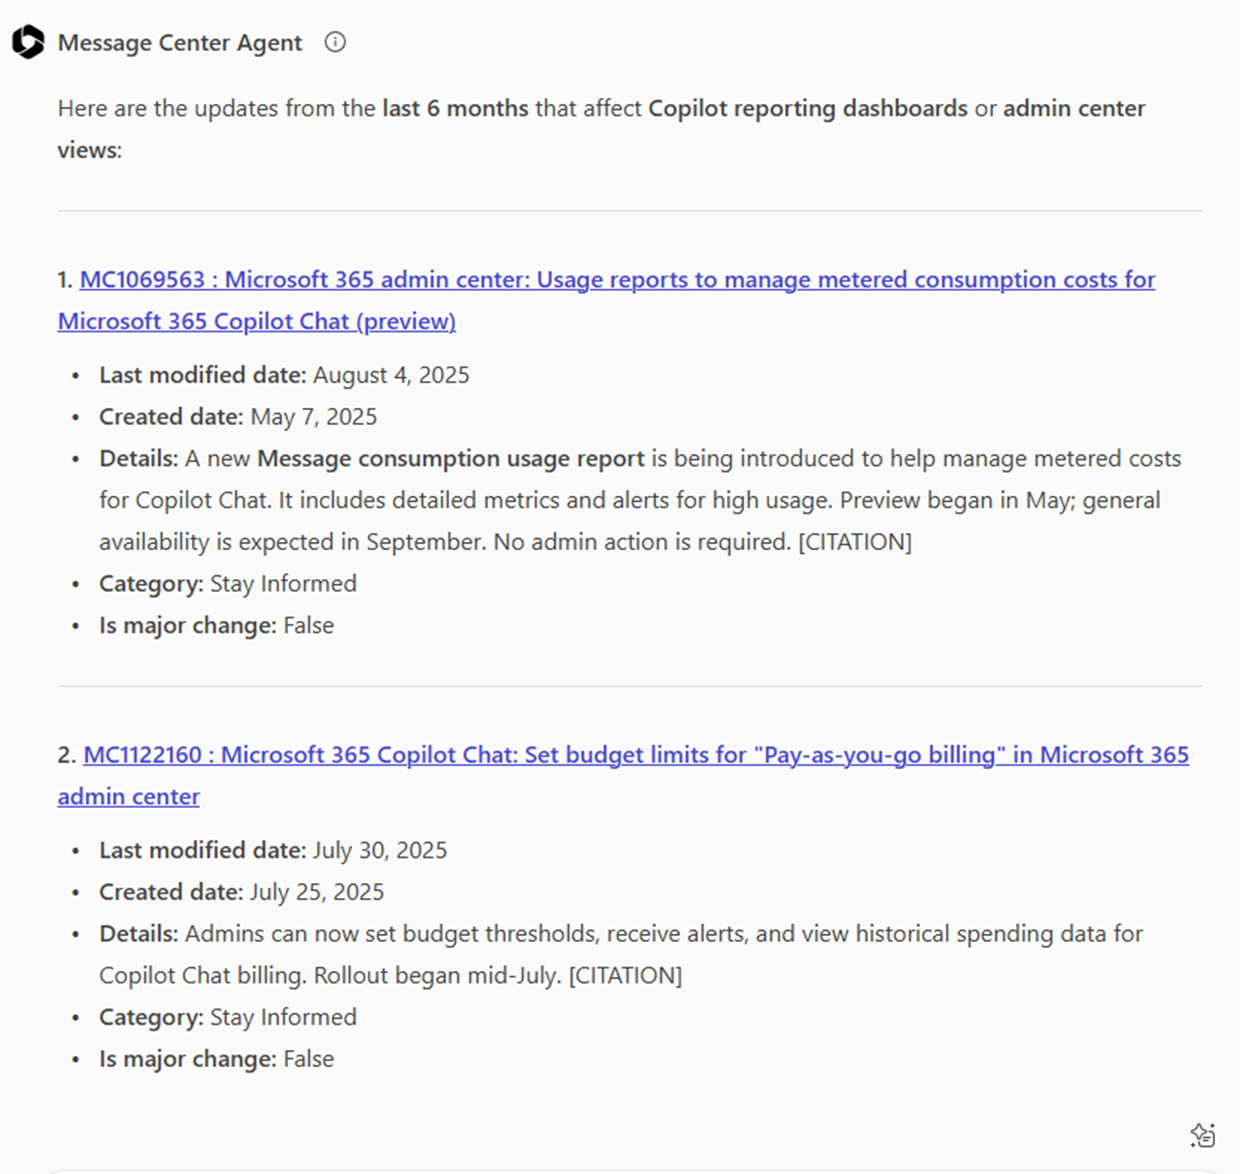 Message Center Agent
Here are the updates from the last 6 months that affect Copilot reporting dashboards or admin center
views:
1. MC1069563 : Microsoft 365 admin center: Usage reports to manage metered consumption costs for
Microsoft 365 Copilot Chat (preview)
• Last modified date: August 4, 2025
• Created date: May 7, 2025
• Details: A new Message consumption usage report is being introduced to help manage metered costs
for Copilot Chat. It includes detailed metrics and alerts for high usage. Preview began in May; general
availability is expected in September. No admin action is required. [CITATION]
• Category: Stay Informed
• Is major change: False
2. MC1122160 : Microsoft 365 Copilot Chat: Set budget limits for "Pay-as-you-go billing" in Microsoft 365
admin center
• Last modified date: July 30, 2025
• Created date: July 25, 2025
• Details: Admins can now set budget thresholds, receive alerts, and view historical spending data for
Copilot Chat billing. Rollout began mid-July. [CITATION]
• Category: Stay Informed
• Is major change: False